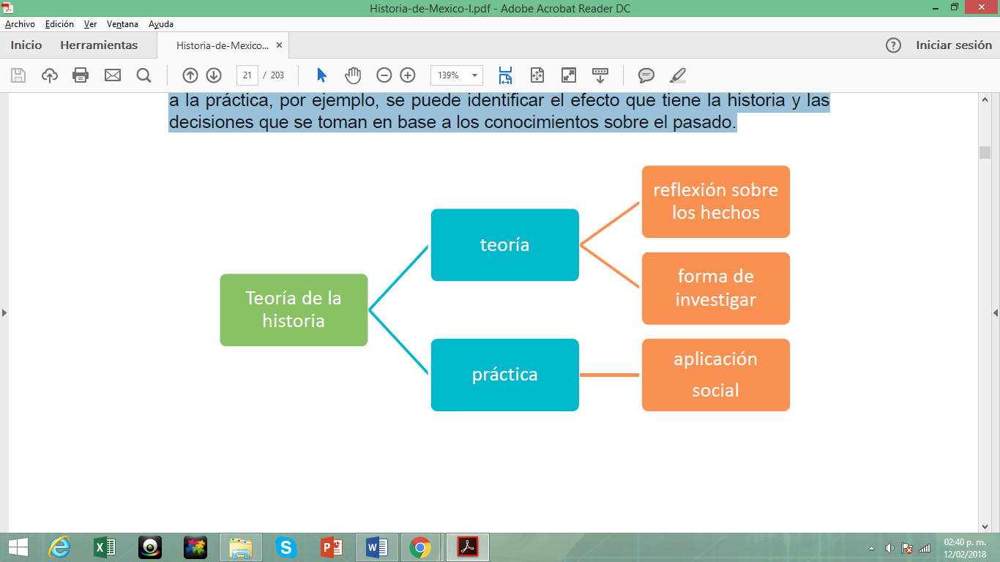 Historia-de-Mexico-I.pdf - Adobe Acrobat Reader DC
Archivo Edición Ver Ventana Ayuda
Inicio Herramientas Historia-de-Mexico... × ? Iniciar sesión
21 / 203 139%
a la práctica, por ejemplo, se puede identificar el efecto que tiene la historia y las
decisiones que se toman en base a los conocimientos sobre el pasado.
Teoría de la
historia
teoría
reflexión sobre
los hechos
forma de
investigar
práctica
aplicación
social
02:40 p. m.
12/02/2018